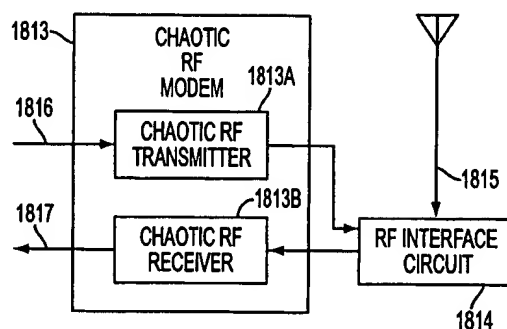 1813
CHAOTIC
RF
MODEM
1813A
1816
CHAOTIC RF
TRANSMITTER
1815
1813B
1817
CHAOTIC RF
RECEIVER
RF INTERFACE
CIRCUIT
1814